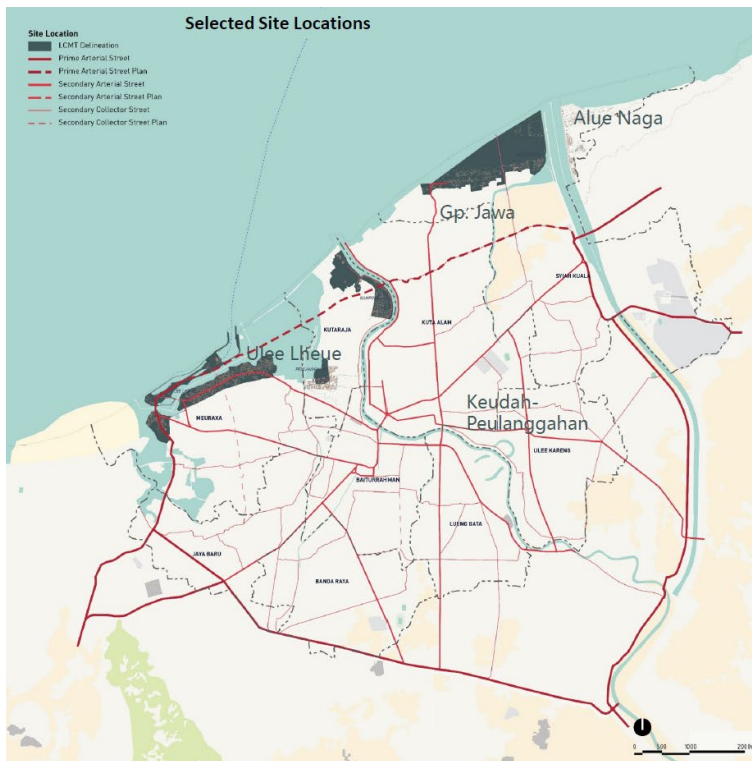 Selected Site Locations
Site Location
LCMT Delineation
Prime Arterial Street
Prime Arterial Street Plan
Secondary Arterial Street
Secondary Arterial Street Plan
Secondary Collector Street
Secondary Collector Street Plan
Alue Naga
Gp. Jawa
SYIAH KUALA
KUTARAJA
KUTA ALAM
Ulee Lheue
Keudah-
Peulanggahan
MEURAXA
ULEE KARENG
BAITURRAHMAN
LUENG BATA
JAYA BARU
BANDA RAYA
0 500 1000